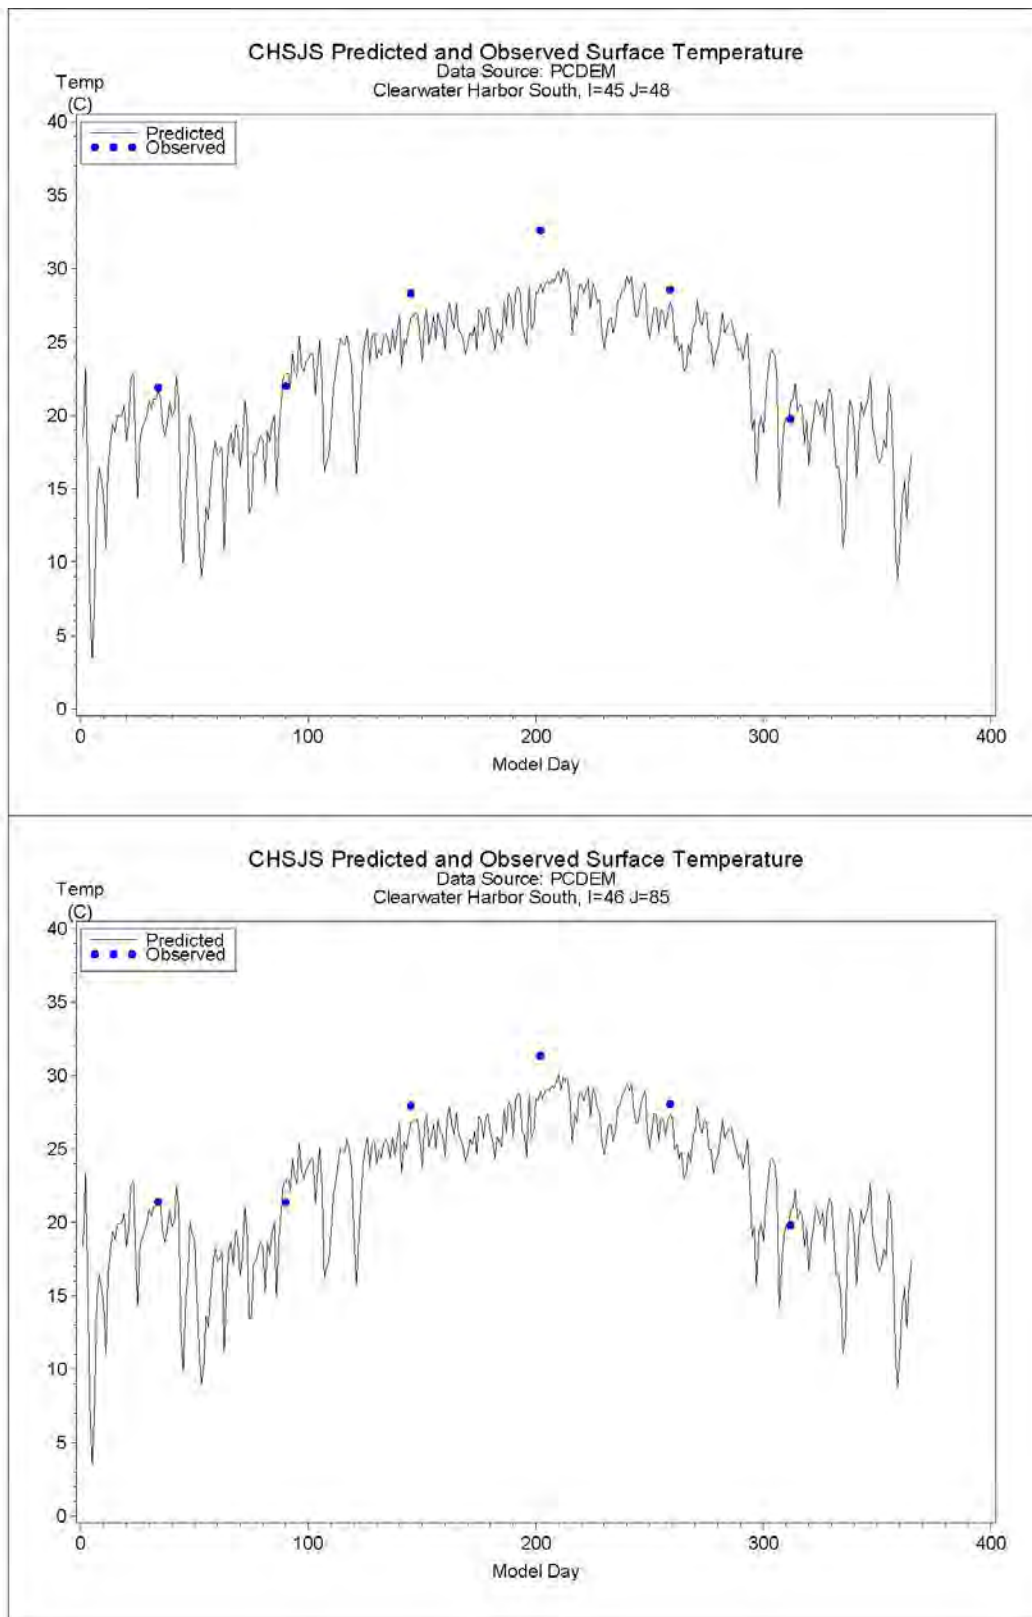 CHSJS Predicted and Observed Surface Temperature
Data Source: PCDEM
Clearwater Harbor South, I=45 J=48
Temp
(C)
40
Predicted
Observed
35
30
25
20
15
10
5
0
0 100 200 300 400
Model Day
CHSJS Predicted and Observed Surface Temperature
Data Source: PCDEM
Clearwater Harbor South, I=46 J=85
Temp
(C)
40
Predicted
Observed
35
30
25
20
15
10
5
0
0 100 200 300 400
Model Day